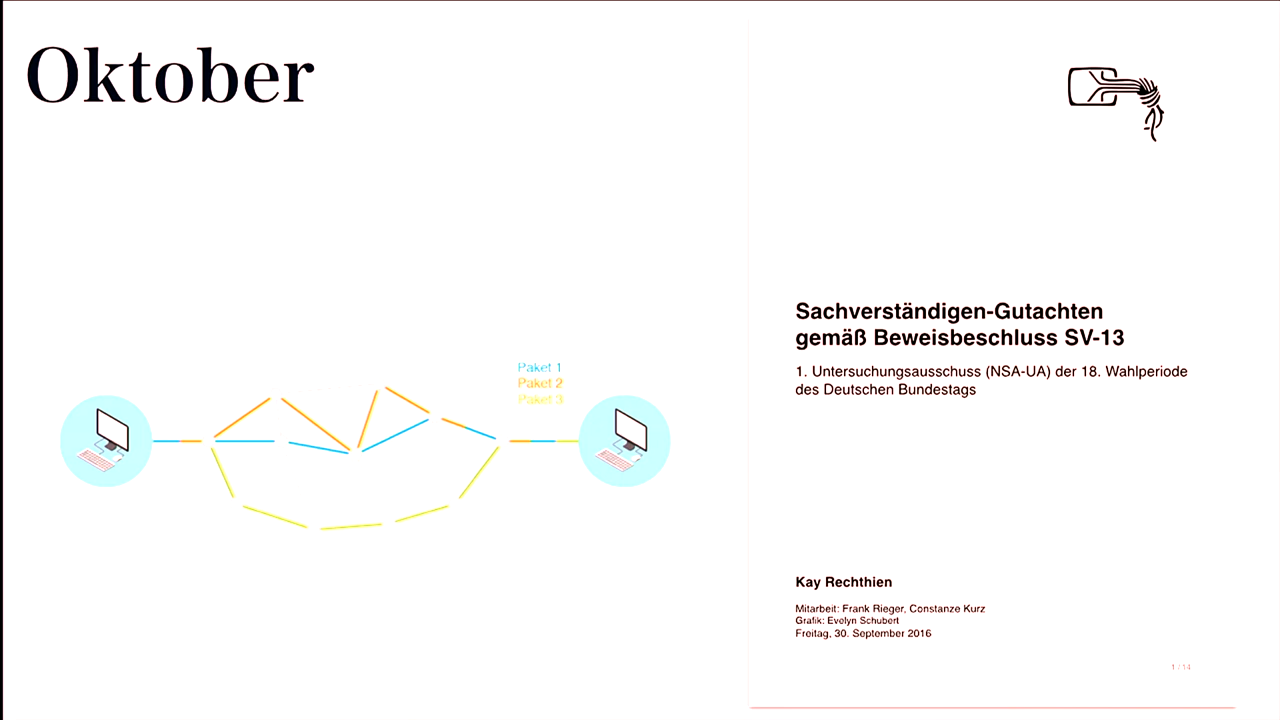 Oktober
Paket 1
Paket 2
Paket 3
Sachverständigen-Gutachten
gemäß Beweisbeschluss SV-13
1. Untersuchungsausschuss (NSA-UA) der 18. Wahlperiode
des Deutschen Bundestags
Kay Rechthien
Mitarbeit: Frank Rieger, Constanze Kurz
Grafik: Evelyn Schubert
Freitag, 30. September 2016
1 / 14